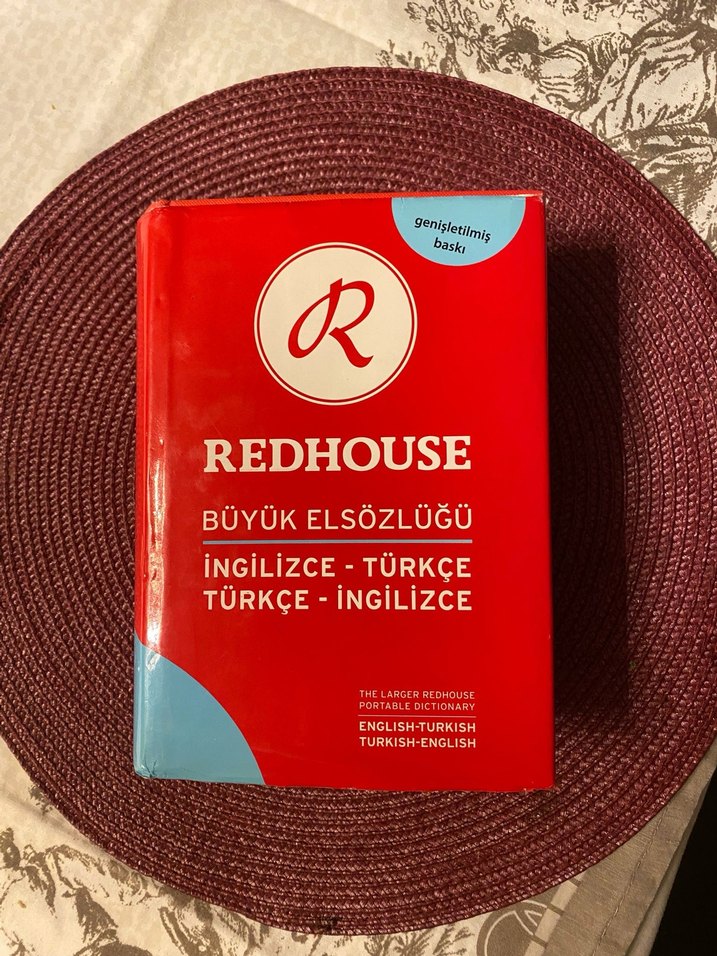 genişletilmiş
baskı
R
REDHOUSE
BÜYÜK ELSÖZLÜĞÜ
İNGİLİZCE - TÜRKÇE
TÜRKÇE - İNGİLİZCE
THE LARGER REDHOUSE
PORTABLE DICTIONARY
ENGLISH-TURKISH
TURKISH-ENGLISH